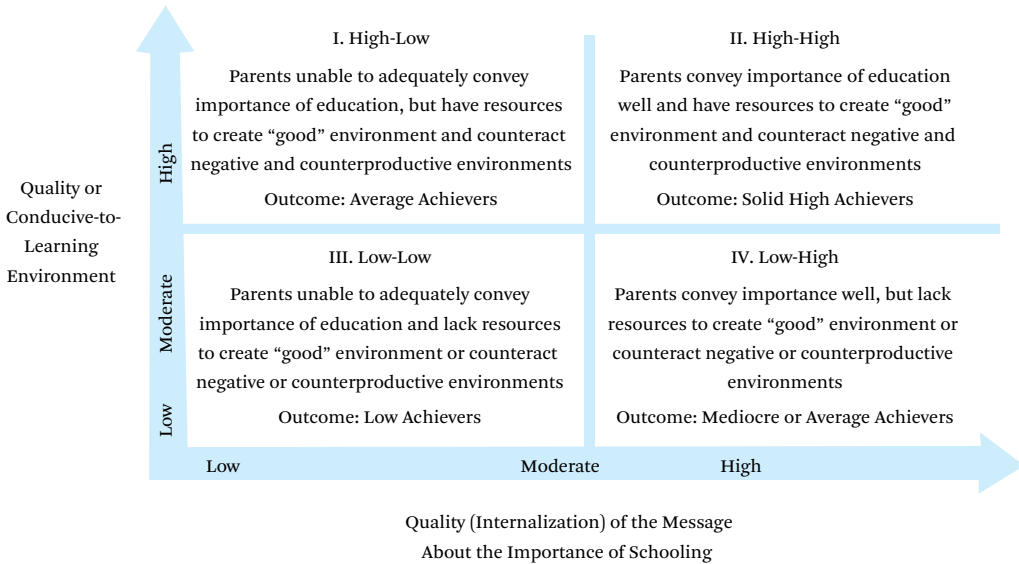 Quality or
Conducive-to-
Learning
Environment
High
Moderate
Low
I. High-Low
Parents unable to adequately convey
importance of education, but have resources
to create “good” environment and counteract
negative and counterproductive environments
Outcome: Average Achievers
II. High-High
Parents convey importance of education
well and have resources to create “good”
environment and counteract negative and
counterproductive environments
Outcome: Solid High Achievers
III. Low-Low
Parents unable to adequately convey
importance of education and lack resources
to create “good” environment or counteract
negative or counterproductive environments
Outcome: Low Achievers
IV. Low-High
Parents convey importance well, but lack
resources to create “good” environment or
counteract negative or counterproductive
environments
Outcome: Mediocre or Average Achievers
Low
Moderate
High
Quality (Internalization) of the Message
About the Importance of Schooling